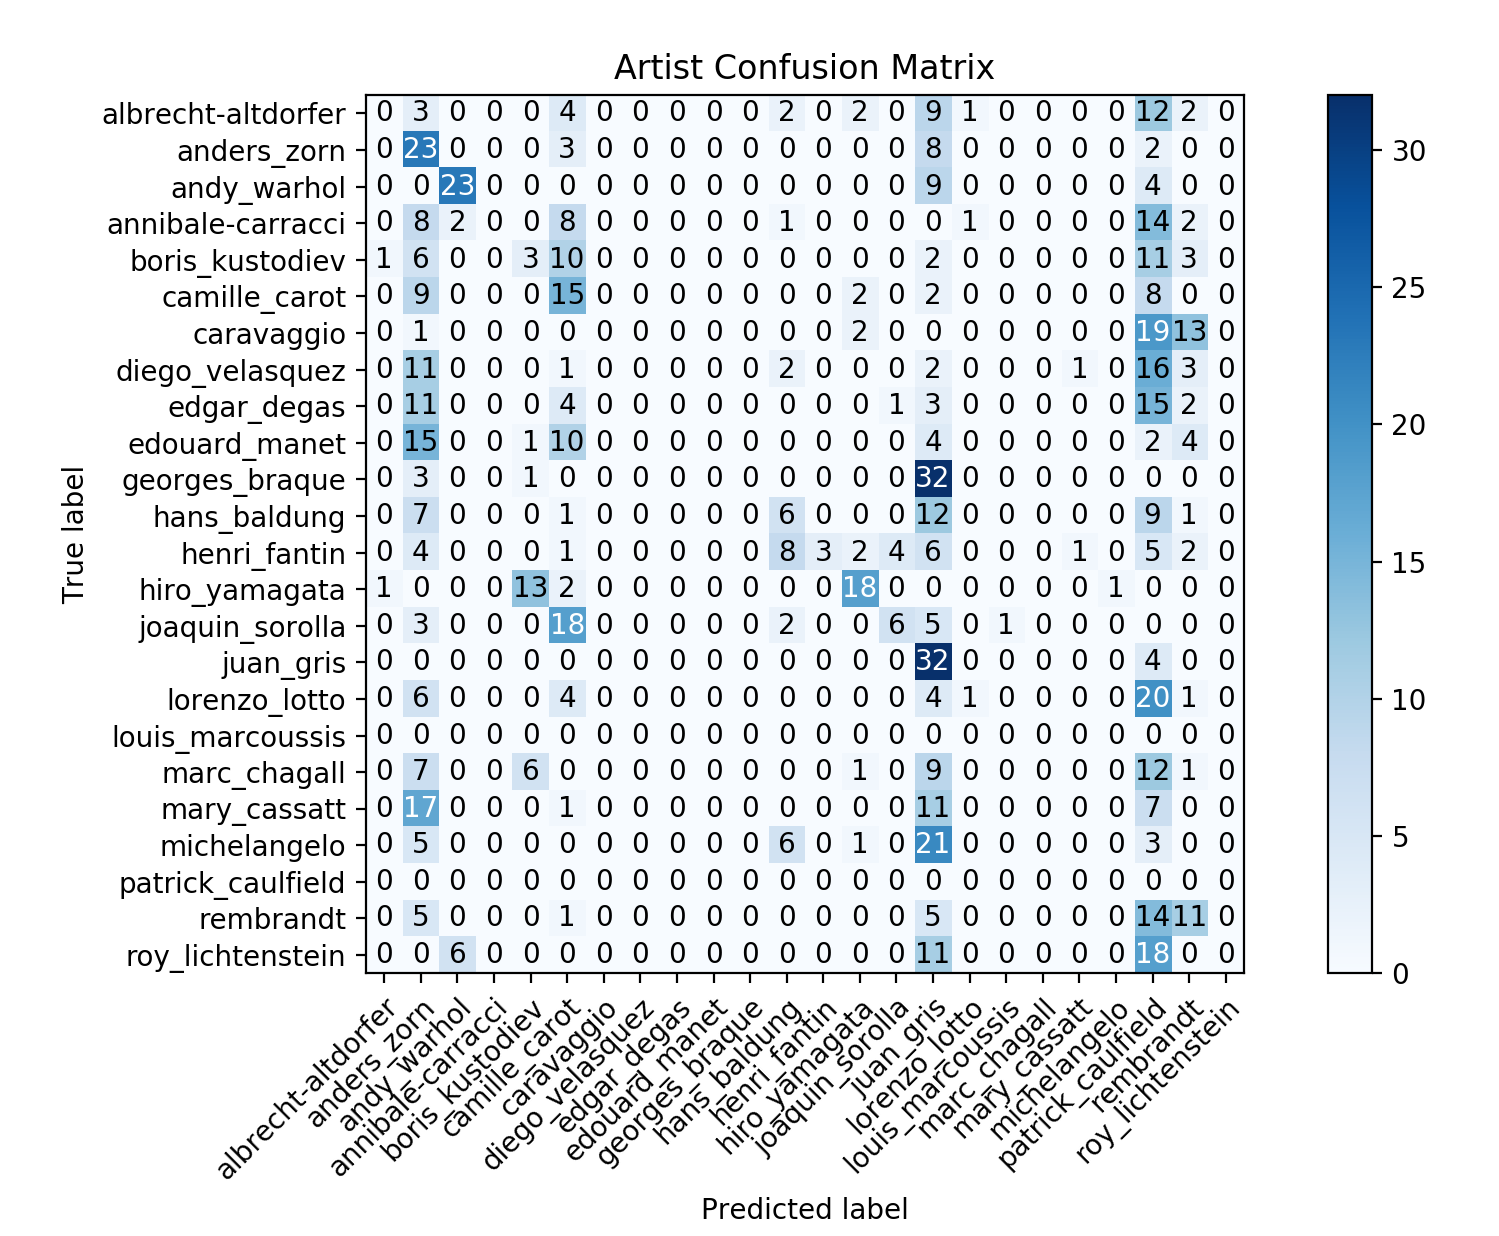 Artist Confusion Matrix
albrecht-altdorfer 0 3 0 0 0 4 0 0 0 0 0 2 0 2 0 9 1 0 0 0 0 12 2 0
anders_zorn 0 23 0 0 0 3 0 0 0 0 0 0 0 0 0 8 0 0 0 0 0 2 0 0
andy_warhol 0 0 23 0 0 0 0 0 0 0 0 0 0 0 0 9 0 0 0 0 0 4 0 0
annibale-carracci 0 8 2 0 0 8 0 0 0 0 0 1 0 0 0 0 1 0 0 0 0 14 2 0
boris_kustodiev 1 6 0 0 3 10 0 0 0 0 0 0 0 0 0 2 0 0 0 0 0 11 3 0
camille_carot 0 9 0 0 0 15 0 0 0 0 0 0 0 2 0 2 0 0 0 0 0 8 0 0
caravaggio 0 1 0 0 0 0 0 0 0 0 0 0 0 2 0 0 0 0 0 0 0 19 13 0
diego_velasquez 0 11 0 0 0 1 0 0 0 0 0 2 0 0 0 2 0 0 0 1 0 16 3 0
edgar_degas 0 11 0 0 0 4 0 0 0 0 0 0 0 0 1 3 0 0 0 0 0 15 2 0
edouard_manet 0 15 0 0 1 10 0 0 0 0 0 0 0 0 0 4 0 0 0 0 0 2 4 0
georges_braque 0 3 0 0 1 0 0 0 0 0 0 0 0 0 0 32 0 0 0 0 0 0 0 0
hans_baldung 0 7 0 0 0 1 0 0 0 0 0 6 0 0 0 12 0 0 0 0 0 9 1 0
henri_fantin 0 4 0 0 0 1 0 0 0 0 0 8 3 2 4 6 0 0 0 1 0 5 2 0
hiro_yamagata 1 0 0 0 13 2 0 0 0 0 0 0 0 18 0 0 0 0 0 0 1 0 0 0
joaquin_sorolla 0 3 0 0 0 18 0 0 0 0 0 2 0 0 6 5 0 1 0 0 0 0 0 0
juan_gris 0 0 0 0 0 0 0 0 0 0 0 0 0 0 0 32 0 0 0 0 0 4 0 0
lorenzo_lotto 0 6 0 0 0 4 0 0 0 0 0 0 0 0 0 4 1 0 0 0 0 20 1 0
louis_marcoussis 0 0 0 0 0 0 0 0 0 0 0 0 0 0 0 0 0 0 0 0 0 0 0 0
marc_chagall 0 7 0 0 6 0 0 0 0 0 0 0 0 1 0 9 0 0 0 0 0 12 1 0
mary_cassatt 0 17 0 0 0 1 0 0 0 0 0 0 0 0 0 11 0 0 0 0 0 7 0 0
michelangelo 0 5 0 0 0 0 0 0 0 0 0 6 0 1 0 21 0 0 0 0 0 3 0 0
patrick_caulfield 0 0 0 0 0 0 0 0 0 0 0 0 0 0 0 0 0 0 0 0 0 0 0 0
rembrandt 0 5 0 0 0 1 0 0 0 0 0 0 0 0 0 5 0 0 0 0 0 14 11 0
roy_lichtenstein 0 0 6 0 0 0 0 0 0 0 0 0 0 0 0 11 0 0 0 0 0 18 0 0
True label
albrecht-altdorfer
anders_zorn
andy_warhol
annibale-carracci
boris_kustodiev
camille_carot
caravaggio
diego_velasquez
edgar_degas
edouard_manet
georges_braque
hans_baldung
henri_fantin
hiro_yamagata
joaquin_sorolla
juan_gris
lorenzo_lotto
louis_marcoussis
marc_chagall
mary_cassatt
michelangelo
patrick_caulfield
rembrandt
roy_lichtenstein
Predicted label
30
25
20
15
10
5
0